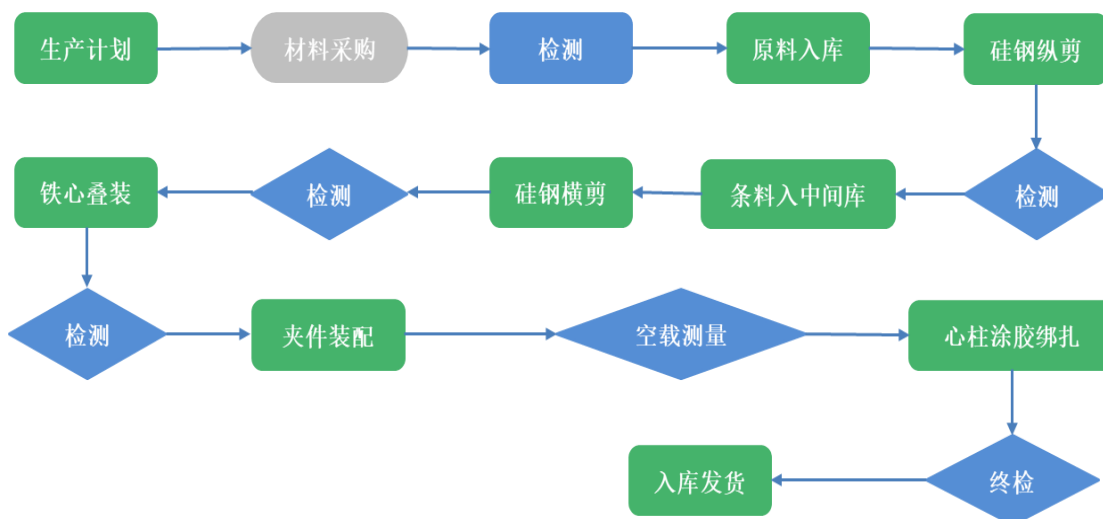 生产计划
材料采购
检测
原料入库
硅钢纵剪
检测
条料入中间库
硅钢横剪
检测
铁心叠装
检测
夹件装配
空载测量
心柱涂胶绑扎
终检
入库发货